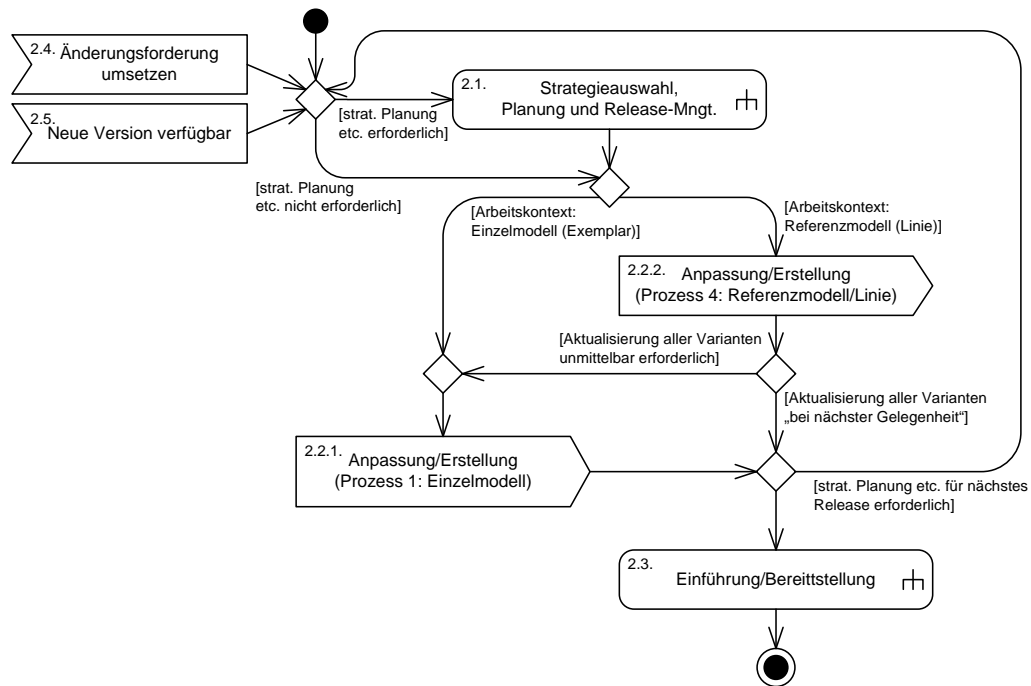 2.4. Änderungsforderung
umsetzen
2.5. Neue Version verfügbar
2.1. Strategieauswahl,
Planung und Release-Mngt.
[strat. Planung
etc. erforderlich]
[strat. Planung
etc. nicht erforderlich]
[Arbeitskontext:
Einzelmodell (Exemplar)]
[Arbeitskontext:
Referenzmodell (Linie)]
2.2.2. Anpassung/Erstellung
(Prozess 4: Referenzmodell/Linie)
[Aktualisierung aller Varianten
unmittelbar erforderlich]
[Aktualisierung aller Varianten
„bei nächster Gelegenheit“]
2.2.1. Anpassung/Erstellung
(Prozess 1: Einzelmodell)
[strat. Planung etc. für nächstes
Release erforderlich]
2.3. Einführung/Bereittstellung